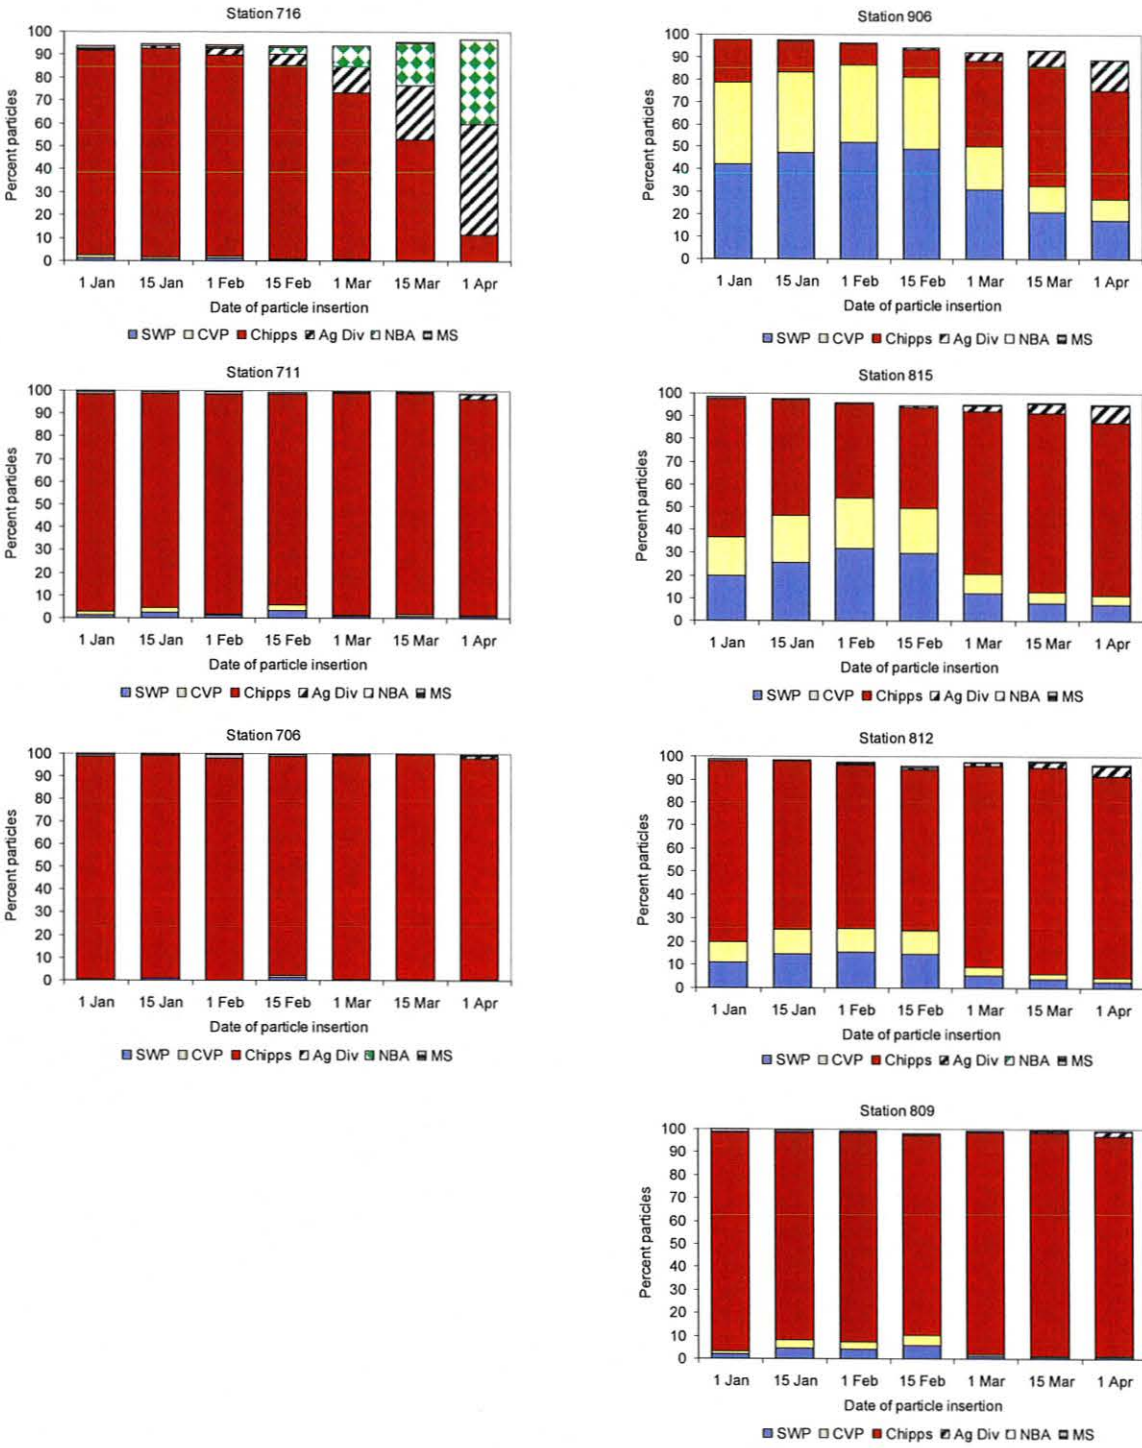 Station 716
Percent particles
100
90
80
70
60
50
40
30
20
10
0
1 Jan 15 Jan 1 Feb 15 Feb 1 Mar 15 Mar 1 Apr
Date of particle insertion
SWP CVP Chipps Ag Div NBA MS
Station 711
Percent particles
100
90
80
70
60
50
40
30
20
10
0
1 Jan 15 Jan 1 Feb 15 Feb 1 Mar 15 Mar 1 Apr
Date of particle insertion
SWP CVP Chipps Ag Div NBA MS
Station 706
Percent particles
100
90
80
70
60
50
40
30
20
10
0
1 Jan 15 Jan 1 Feb 15 Feb 1 Mar 15 Mar 1 Apr
Date of particle insertion
SWP CVP Chipps Ag Div NBA MS
Station 906
Percent particles
100
90
80
70
60
50
40
30
20
10
0
1 Jan 15 Jan 1 Feb 15 Feb 1 Mar 15 Mar 1 Apr
Date of particle insertion
SWP CVP Chipps Ag Div NBA MS
Station 815
Percent particles
100
90
80
70
60
50
40
30
20
10
0
1 Jan 15 Jan 1 Feb 15 Feb 1 Mar 15 Mar 1 Apr
Date of particle insertion
SWP CVP Chipps Ag Div NBA MS
Station 812
Percent particles
100
90
80
70
60
50
40
30
20
10
0
1 Jan 15 Jan 1 Feb 15 Feb 1 Mar 15 Mar 1 Apr
Date of particle insertion
SWP CVP Chipps Ag Div NBA MS
Station 809
Percent particles
100
90
80
70
60
50
40
30
20
10
0
1 Jan 15 Jan 1 Feb 15 Feb 1 Mar 15 Mar 1 Apr
Date of particle insertion
SWP CVP Chipps Ag Div NBA MS